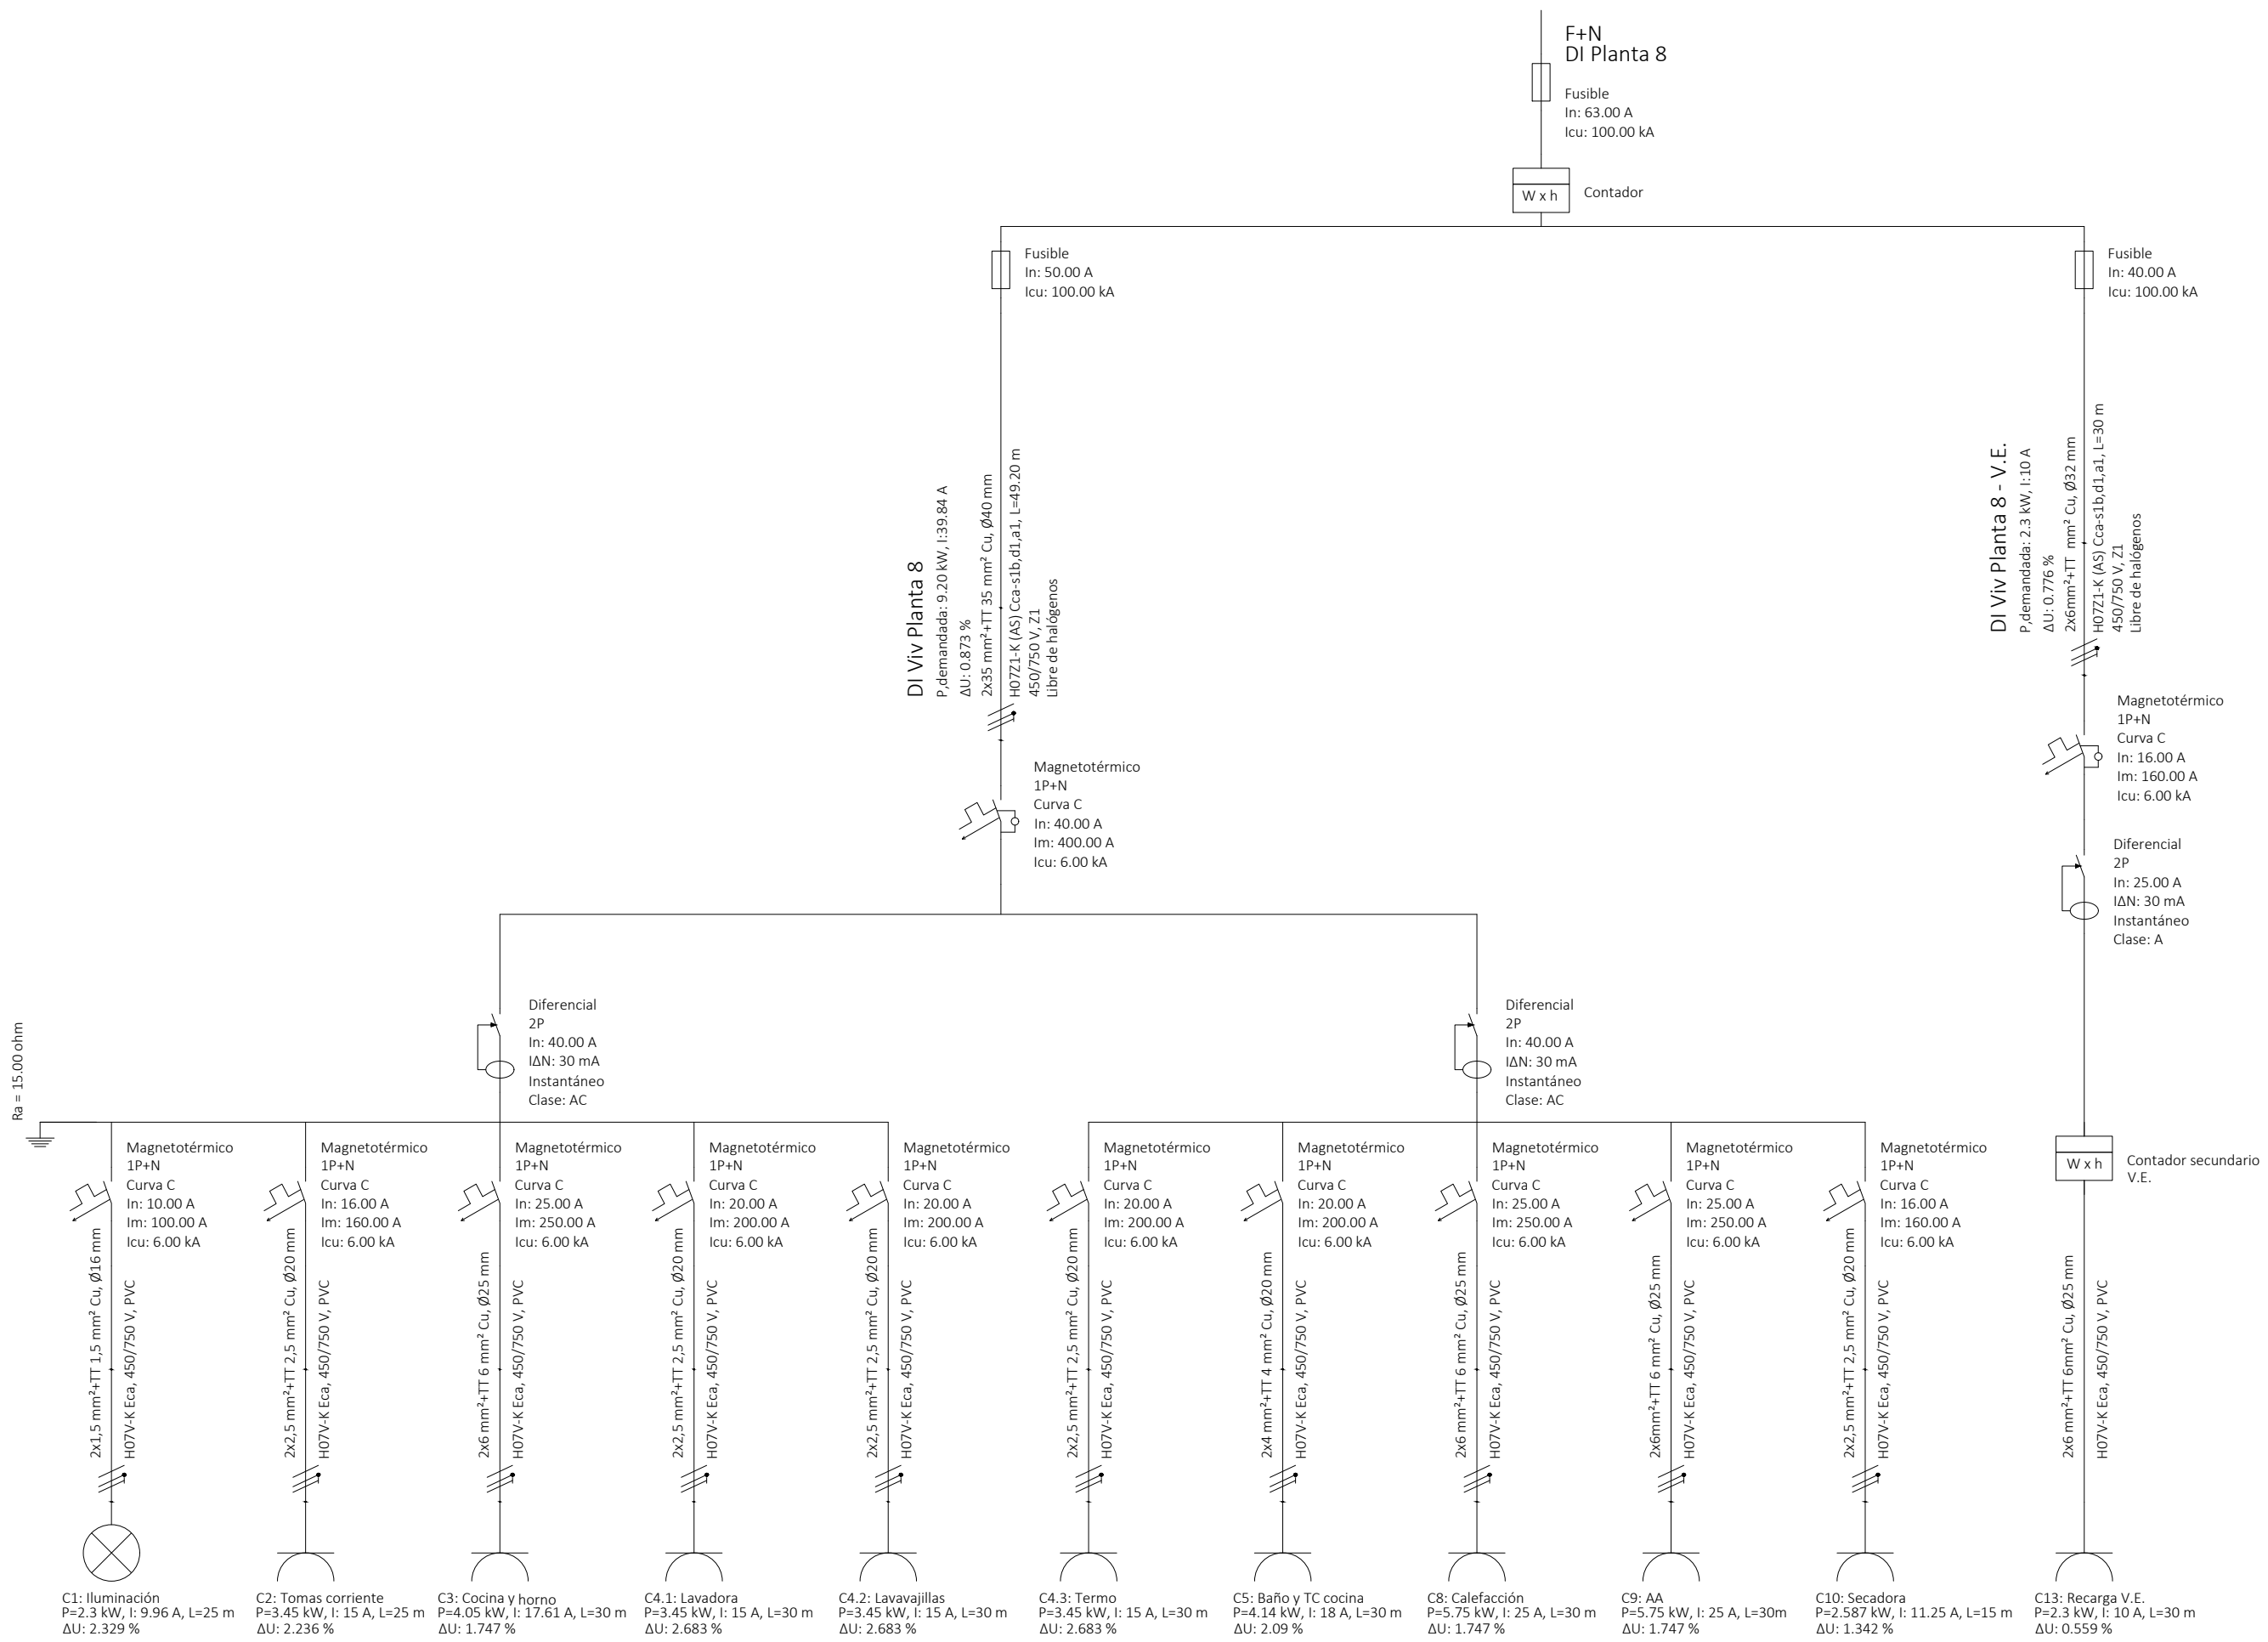 F+N
DI Planta 8
Fusible
In: 63.00 A
Icu: 100.00 kA
W x h
Contador
Fusible
In: 50.00 A
Icu: 100.00 kA
Fusible
In: 40.00 A
Icu: 100.00 kA
DI Viv Planta 8
P,demandada: 9.20 kW, I:39.84 A
ΔU: 0.873 %
2x35 mm²+TT 35 mm² Cu, Ø40 mm
H07Z1-K (AS) Cca-s1b,d1,a1, L=49.20 m
450/750 V, Z1
Libre de halógenos
DI Viv Planta 8 - V.E.
P,demandada: 2.3 kW, I:10 A
ΔU: 0.776 %
2x6mm²+TT mm² Cu, Ø32 mm
H07Z1-K (AS) Cca-s1b,d1,a1, L=30 m
450/750 V, Z1
Libre de halógenos
Magnetotérmico
1P+N
Curva C
In: 40.00 A
Im: 400.00 A
Icu: 6.00 kA
Magnetotérmico
1P+N
Curva C
In: 16.00 A
Im: 160.00 A
Icu: 6.00 kA
Diferencial
2P
In: 25.00 A
IΔN: 30 mA
Instantáneo
Clase: A
Ra = 15.00 ohm
Diferencial
2P
In: 40.00 A
IΔN: 30 mA
Instantáneo
Clase: AC
Diferencial
2P
In: 40.00 A
IΔN: 30 mA
Instantáneo
Clase: AC
Magnetotérmico
1P+N
Curva C
In: 10.00 A
Im: 100.00 A
Icu: 6.00 kA
2x1,5 mm²+TT 1,5 mm² Cu, Ø16 mm
H07V-K Eca, 450/750 V, PVC
C1: Iluminación
P=2.3 kW, I: 9.96 A, L=25 m
ΔU: 2.329 %
Magnetotérmico
1P+N
Curva C
In: 16.00 A
Im: 160.00 A
Icu: 6.00 kA
2x2,5 mm²+TT 2,5 mm² Cu, Ø20 mm
H07V-K Eca, 450/750 V, PVC
C2: Tomas corriente
P=3.45 kW, I: 15 A, L=25 m
ΔU: 2.236 %
Magnetotérmico
1P+N
Curva C
In: 25.00 A
Im: 250.00 A
Icu: 6.00 kA
2x6 mm²+TT 6 mm² Cu, Ø25 mm
H07V-K Eca, 450/750 V, PVC
C3: Cocina y horno
P=4.05 kW, I: 17.61 A, L=30 m
ΔU: 1.747 %
Magnetotérmico
1P+N
Curva C
In: 20.00 A
Im: 200.00 A
Icu: 6.00 kA
2x2,5 mm²+TT 2,5 mm² Cu, Ø20 mm
H07V-K Eca, 450/750 V, PVC
C4.1: Lavadora
P=3.45 kW, I: 15 A, L=30 m
ΔU: 2.683 %
Magnetotérmico
1P+N
Curva C
In: 20.00 A
Im: 200.00 A
Icu: 6.00 kA
2x2,5 mm²+TT 2,5 mm² Cu, Ø20 mm
H07V-K Eca, 450/750 V, PVC
C4.2: Lavavajillas
P=3.45 kW, I: 15 A, L=30 m
ΔU: 2.683 %
Magnetotérmico
1P+N
Curva C
In: 20.00 A
Im: 200.00 A
Icu: 6.00 kA
2x2,5 mm²+TT 2,5 mm² Cu, Ø20 mm
H07V-K Eca, 450/750 V, PVC
C4.3: Termo
P=3.45 kW, I: 15 A, L=30 m
ΔU: 2.683 %
Magnetotérmico
1P+N
Curva C
In: 20.00 A
Im: 200.00 A
Icu: 6.00 kA
2x4 mm²+TT 4 mm² Cu, Ø20 mm
H07V-K Eca, 450/750 V, PVC
C5: Baño y TC cocina
P=4.14 kW, I: 18 A, L=30 m
ΔU: 2.09 %
Magnetotérmico
1P+N
Curva C
In: 25.00 A
Im: 250.00 A
Icu: 6.00 kA
2x6 mm²+TT 6 mm² Cu, Ø25 mm
H07V-K Eca, 450/750 V, PVC
C8: Calefacción
P=5.75 kW, I: 25 A, L=30 m
ΔU: 1.747 %
Magnetotérmico
1P+N
Curva C
In: 25.00 A
Im: 250.00 A
Icu: 6.00 kA
2x6mm²+TT 6 mm² Cu, Ø25 mm
H07V-K Eca, 450/750 V, PVC
C9: AA
P=5.75 kW, I: 25 A, L=30m
ΔU: 1.747 %
Magnetotérmico
1P+N
Curva C
In: 16.00 A
Im: 160.00 A
Icu: 6.00 kA
2x2,5 mm²+TT 2,5 mm² Cu, Ø20 mm
H07V-K Eca, 450/750 V, PVC
C10: Secadora
P=2.587 kW, I: 11.25 A, L=15 m
ΔU: 1.342 %
W x h
Contador secundario
V.E.
2x6 mm²+TT 6mm² Cu, Ø25 mm
H07V-K Eca, 450/750 V, PVC
C13: Recarga V.E.
P=2.3 kW, I: 10 A, L=30 m
ΔU: 0.559 %